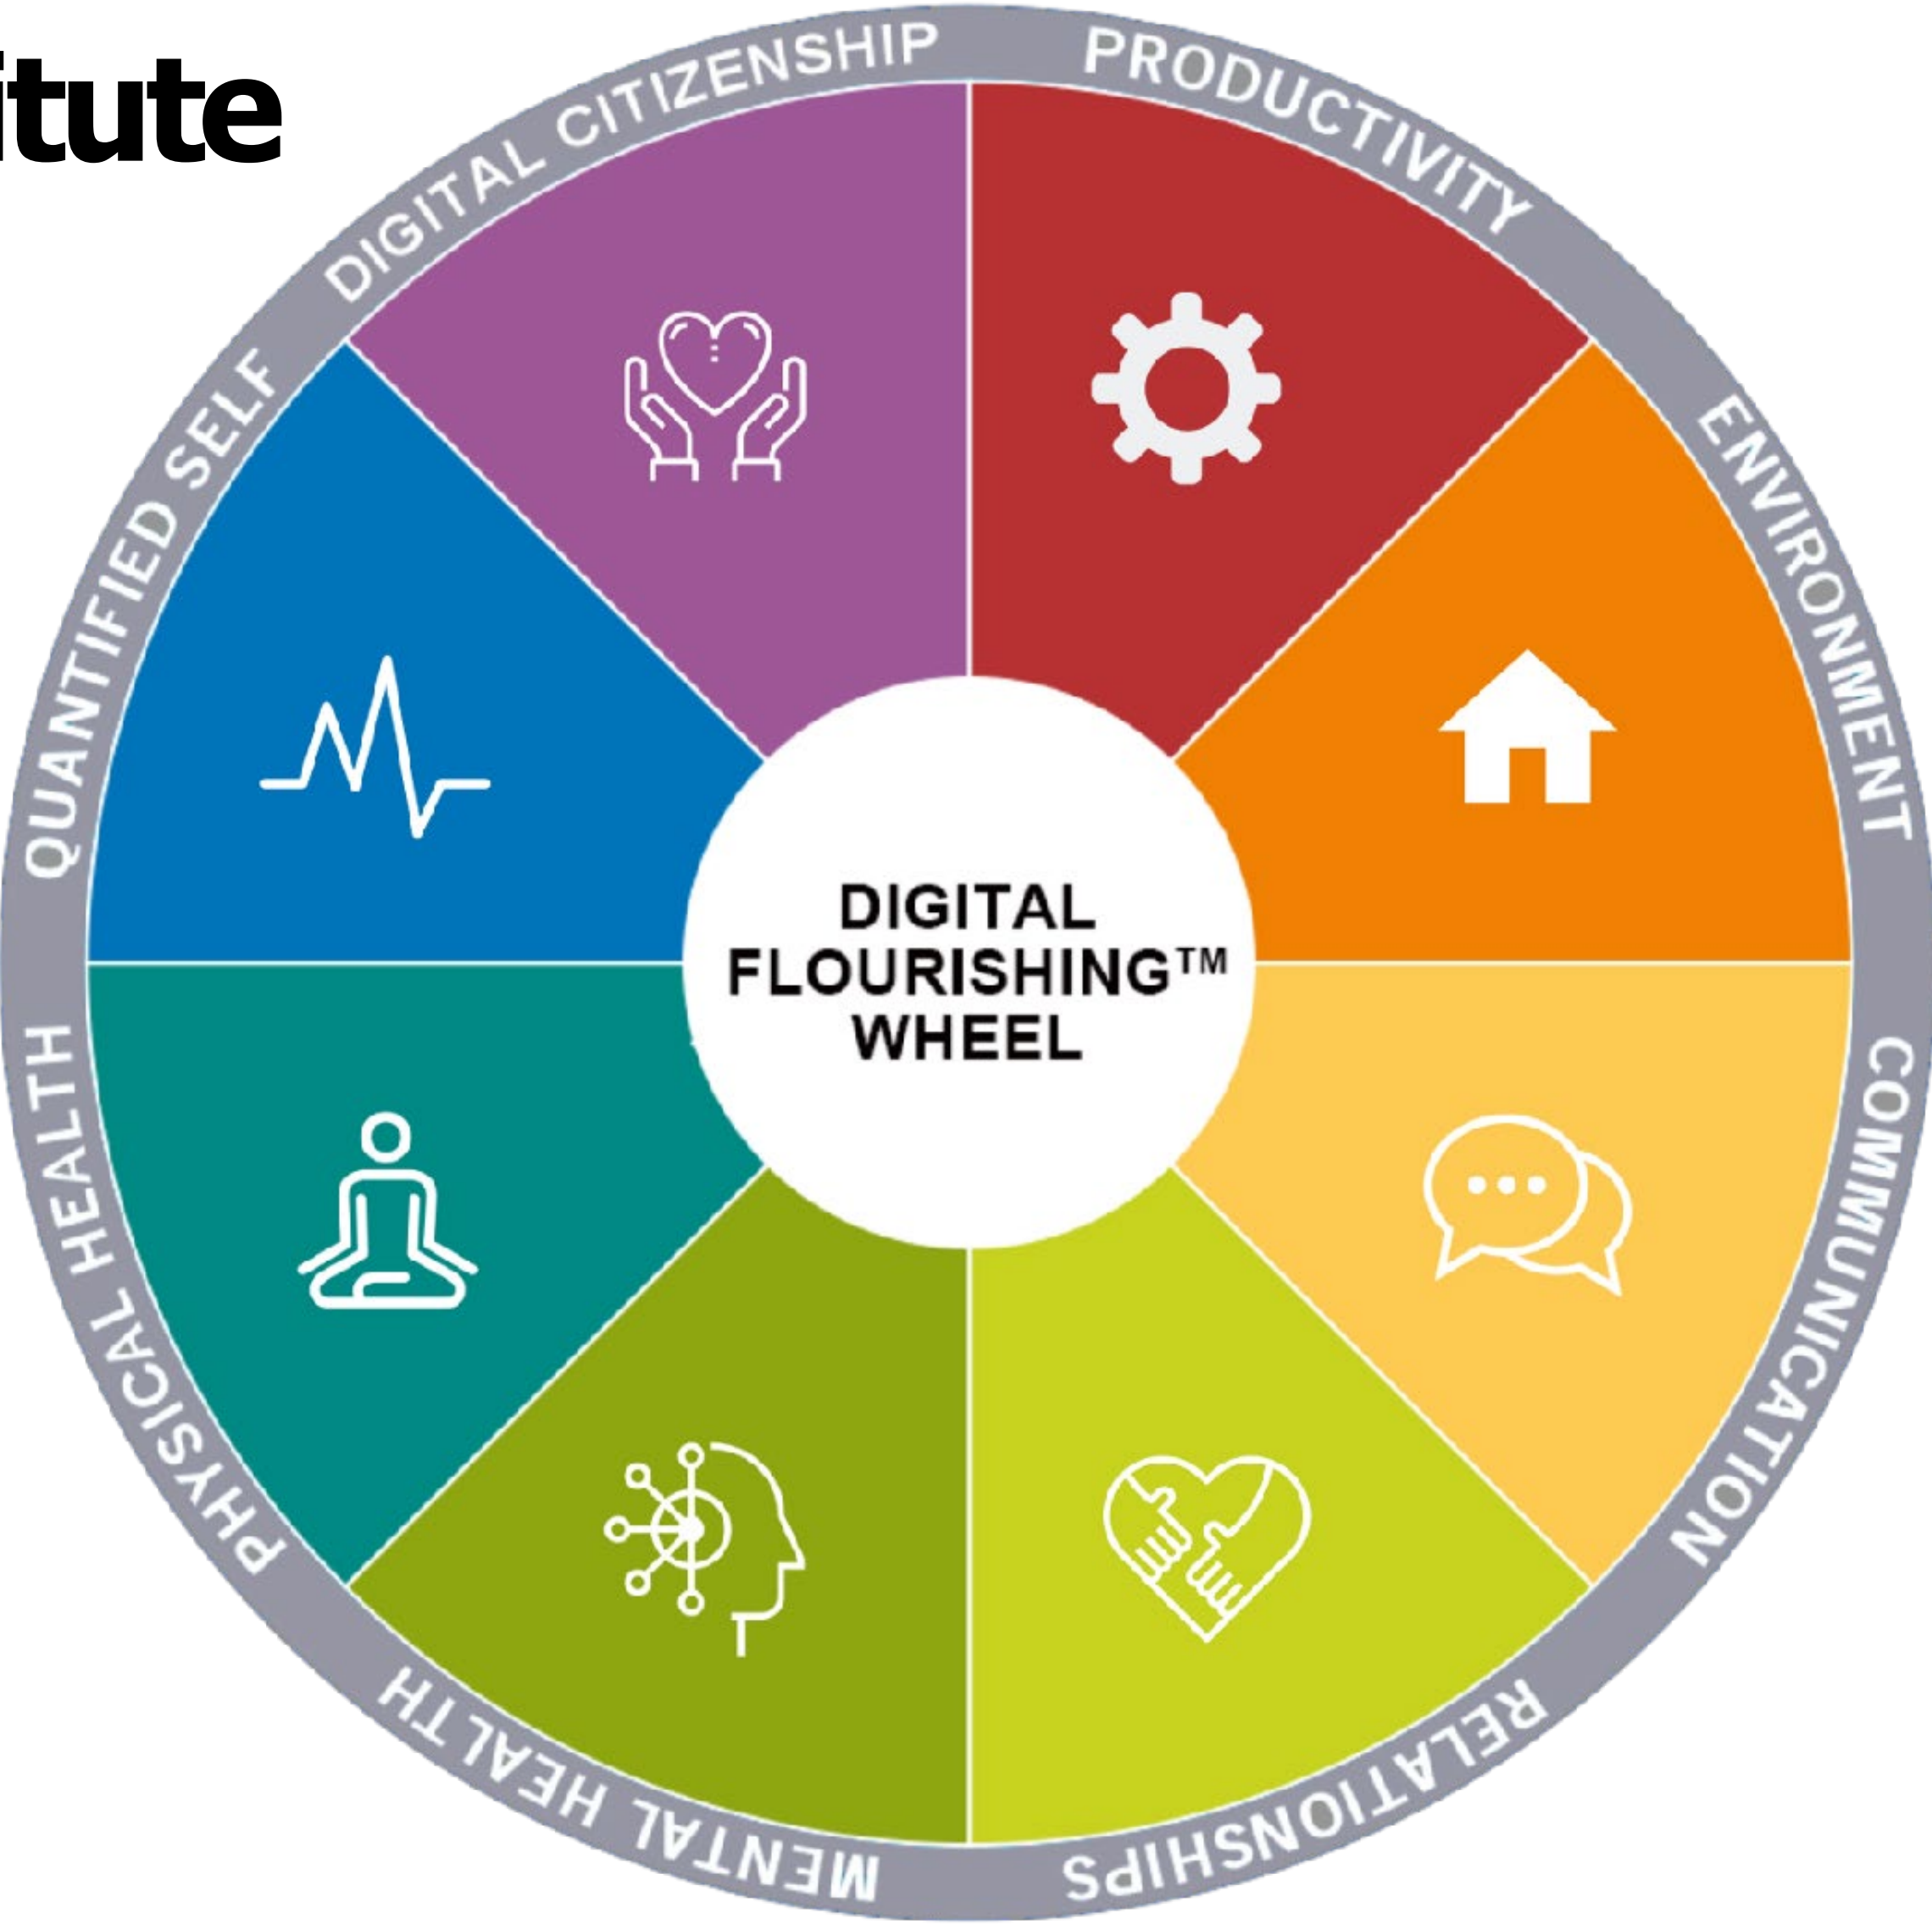 itute
DIGITAL CITIZENSHIP
PRODUCTIVITY
ENVIRONMENT
COMMUNICATION
RELATIONSHIPS
MENTAL HEALTH
PHYSICAL HEALTH
QUANTIFIED SELF
DIGITAL
FLOURISHING™
WHEEL